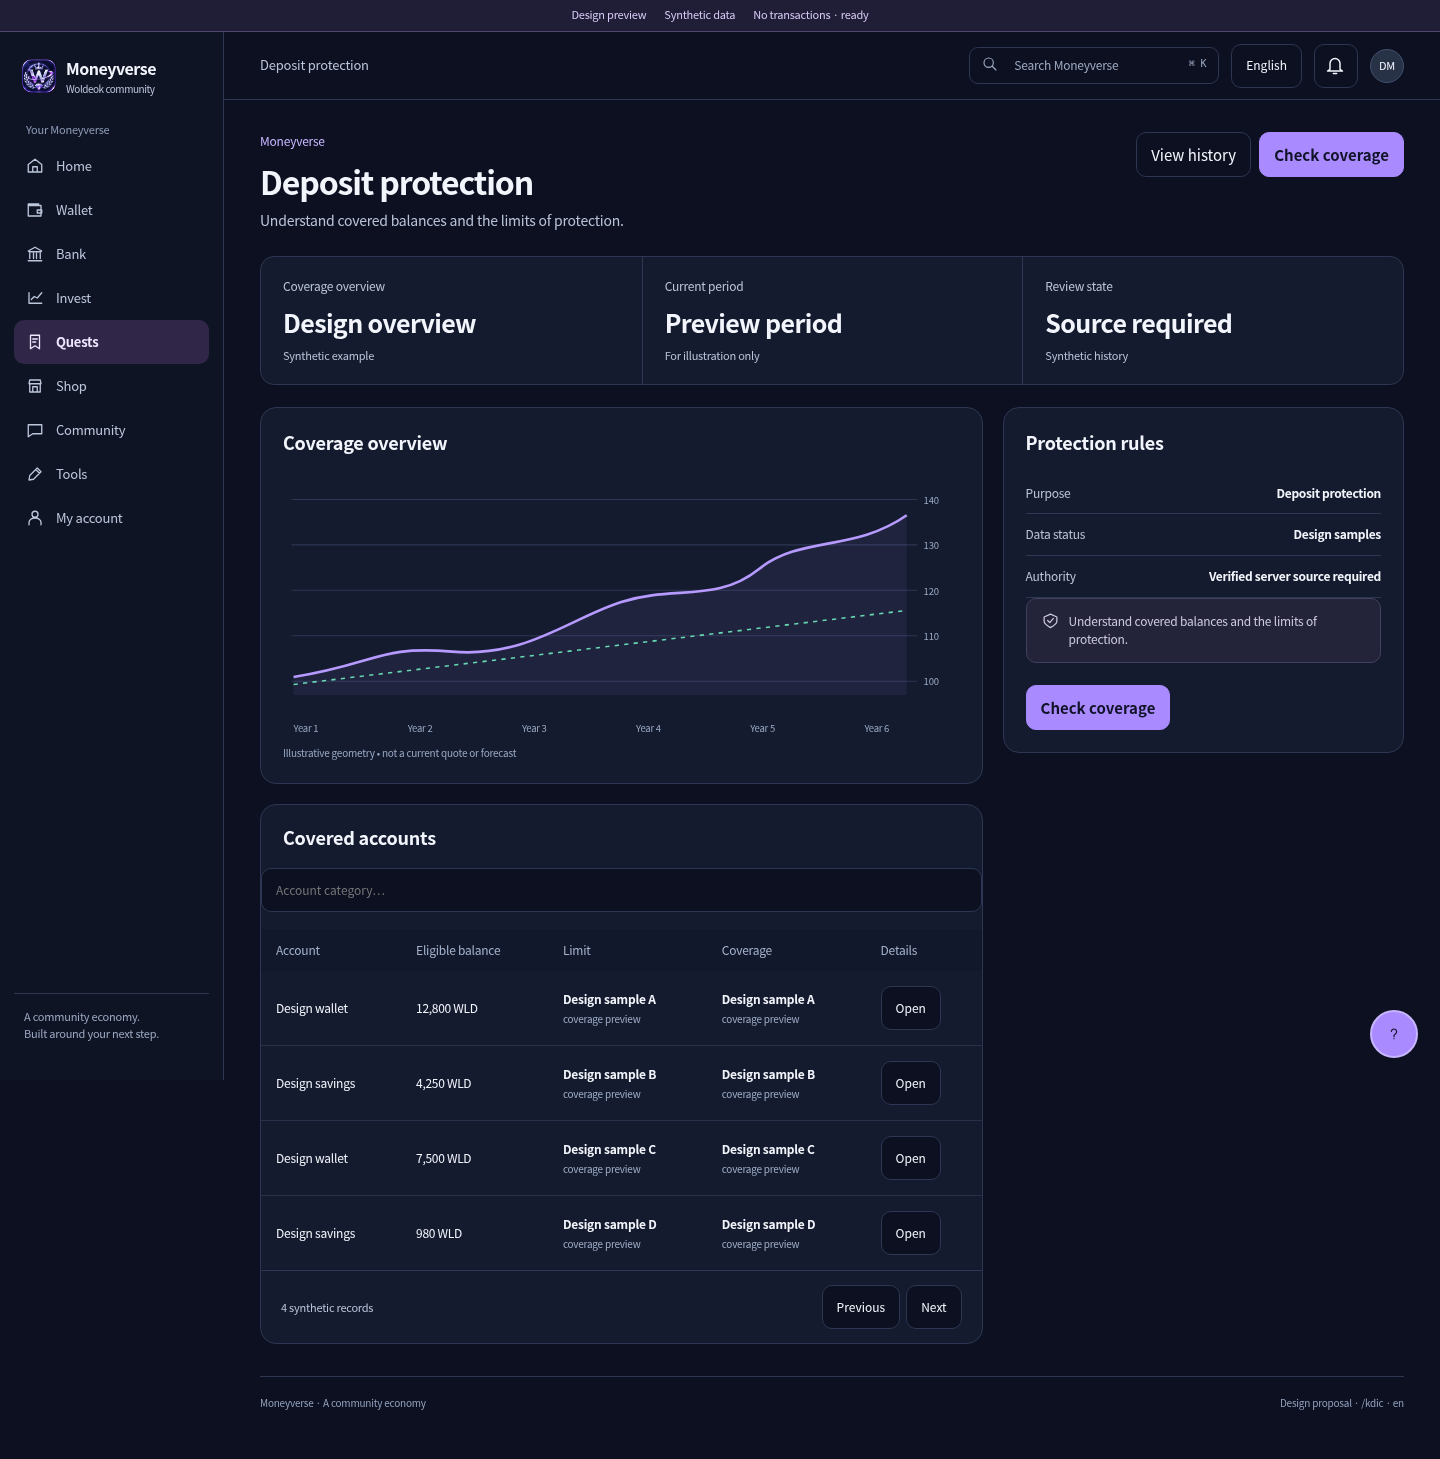 Design preview Synthetic data No transactions · ready
Moneyverse
Woldeok community
Your Moneyverse
Home
Wallet
Bank
Invest
Quests
Shop
Community
Tools
My account
A community economy.
Built around your next step.
Deposit protection
Search Moneyverse
⌘ K
English
DM
Moneyverse
Deposit protection
Understand covered balances and the limits of protection.
View history
Check coverage
Coverage overview
Design overview
Synthetic example
Current period
Preview period
For illustration only
Review state
Source required
Synthetic history
Coverage overview
140
130
120
110
100
Year 1 Year 2 Year 3 Year 4 Year 5 Year 6
Illustrative geometry • not a current quote or forecast
Protection rules
Purpose Deposit protection
Data status Design samples
Authority Verified server source required
Understand covered balances and the limits of
protection.
Check coverage
Covered accounts
Account category…
Account Eligible balance Limit Coverage Details
Design wallet 12,800 WLD Design sample A Design sample A Open
coverage preview coverage preview
Design savings 4,250 WLD Design sample B Design sample B Open
coverage preview coverage preview
Design wallet 7,500 WLD Design sample C Design sample C Open
coverage preview coverage preview
Design savings 980 WLD Design sample D Design sample D Open
coverage preview coverage preview
4 synthetic records
Previous Next
?
Moneyverse · A community economy
Design proposal · /kdic · en